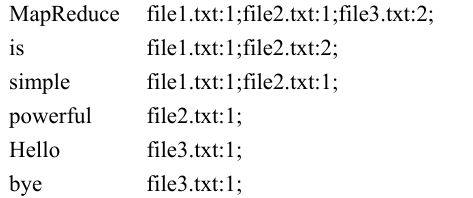 MapReduce file1.txt:1;file2.txt:1;file3.txt:2;
is file1.txt:1;file2.txt:2;
simple file1.txt:1;file2.txt:1;
powerful file2.txt:1;
Hello file3.txt:1;
bye file3.txt:1;